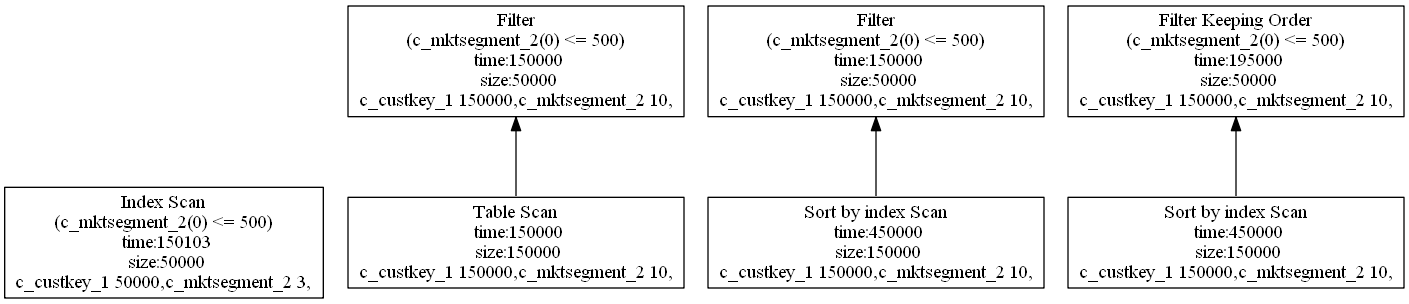 Filter
(c_mktsegment_2(0) <= 500)
time:150000
size:50000
c_custkey_1 150000,c_mktsegment_2 10,
Filter
(c_mktsegment_2(0) <= 500)
time:150000
size:50000
c_custkey_1 150000,c_mktsegment_2 10,
Filter Keeping Order
(c_mktsegment_2(0) <= 500)
time:195000
size:50000
c_custkey_1 150000,c_mktsegment_2 10,
Index Scan
(c_mktsegment_2(0) <= 500)
time:150103
size:50000
c_custkey_1 50000,c_mktsegment_2 3,
Table Scan
time:150000
size:150000
c_custkey_1 150000,c_mktsegment_2 10,
Sort by index Scan
time:450000
size:150000
c_custkey_1 150000,c_mktsegment_2 10,
Sort by index Scan
time:450000
size:150000
c_custkey_1 150000,c_mktsegment_2 10,